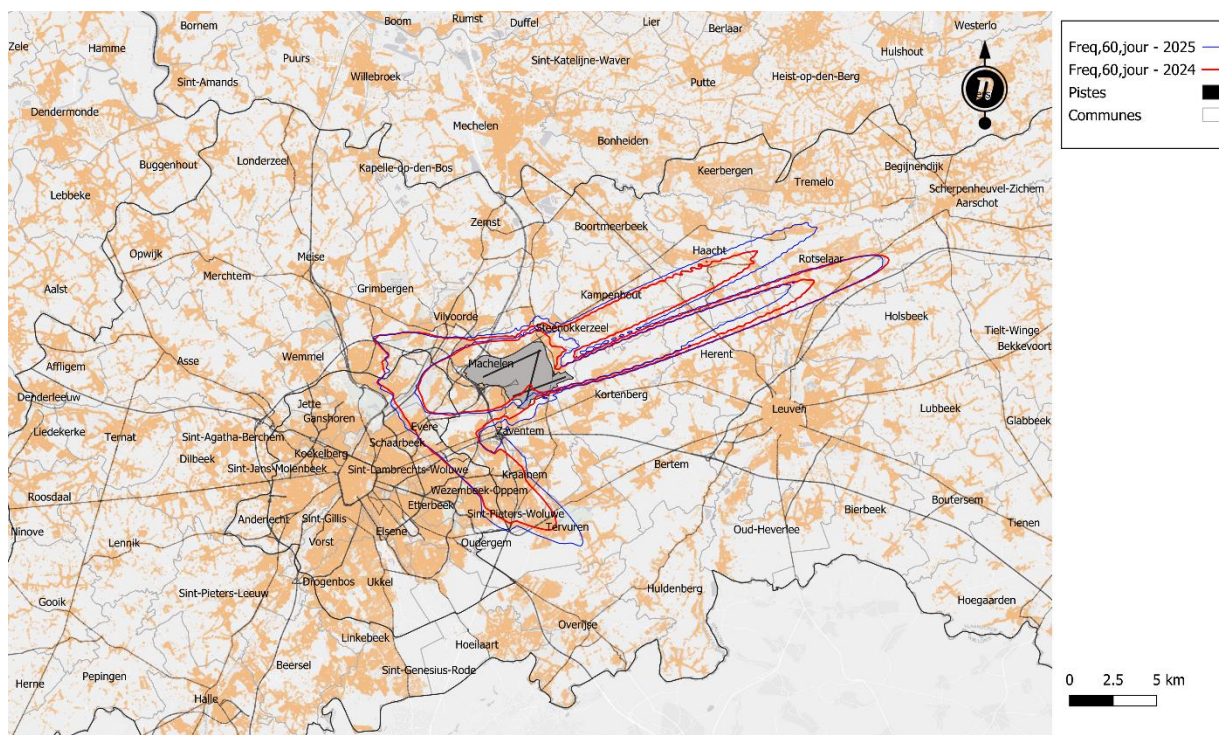 Bornem
Boom
Rumst
Duffel
Lier
Berlaar
Westerlo
Zele
Hamme
Puurs
Sint-Katelijne-Waver
Hulshout
Sint-Amands
Willebroek
Putte
Heist-op-den-Berg
Dendermonde
Mechelen
Bonheiden
Buggenhout
Londerzeel
Kapelle-op-den-Bos
Keerbergen
Tremelo
Begijnendijk
Lebbeke
Scherpenheuvel-Zichem
Aarschot
Zemst
Boortmeerbeek
Opwijk
Meise
Haacht
Rotselaar
Merchtem
Aalst
Grimbergen
Kampenhout
Vilvoorde
Holsbeek
Steenokkerzeel
Tielt-Winge
Bekkevoort
Affligem
Asse
Wemmel
Machelen
Herent
Denderleeuw
Jette
Ganshoren
Kortenberg
Leuven
Lubbeek
Glabbeek
Liedekerke
Ternat
Sint-Agatha-Berchem
Evere
Schaarbeek
Zaventem
Dilbeek
Koekelberg
Sint-Jans-Molenbeek
Sint-Lambrechts-Woluwe
Kraainem
Bertem
Roosdaal
Wezembeek-Oppem
Etterbeek
Boutersem
Anderlecht
Sint-Gillis
Sint-Pieters-Woluwe
Bierbeek
Ninove
Lennik
Vorst
Elsene
Oudergem
Tervuren
Oud-Heverlee
Tienen
Drogenbos
Ukkel
Gooik
Sint-Pieters-Leeuw
Huldenberg
Hoegaarden
Linkebeek
Overijse
Hoeilaart
Herne
Pepingen
Beersel
Sint-Genesius-Rode
Halle
Freq,60,jour - 2025
Freq,60,jour - 2024
Pistes
Communes
0 2.5 5 km